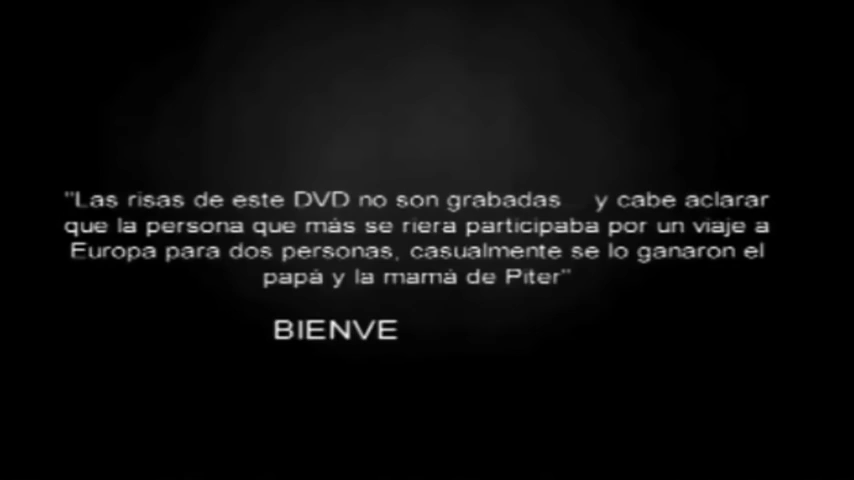 "Las risas de este DVD no son grabadas... y cabe aclarar
que la persona que más se riera participaba por un viaje a
Europa para dos personas, casualmente se lo ganaron el
papá y la mamá de Piter"
BIENVE